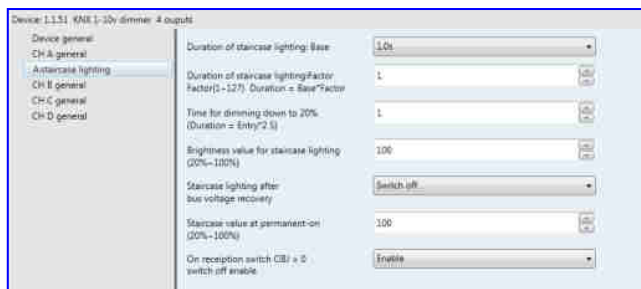 Device: 1.1.51 KNX 1-10v dimmer 4 ouputs
Device general
CH A general
A:staircase lighting
CH B general
CH C general
CH D general
Duration of staircase lighting: Base
1.0s
Duration of staircase lighting:Factor
Factor(1~127) Duration = Base*Factor
1
Time for dimming down to 20%
(Duration = Entry*2 S)
1
Brightness value for staircase lighting
(20%~100%)
100
Staircase lighting after
bus voltage recovery
Switch off
Staircase value at permanent-on
(20%~100%)
100
On receiption switch OBJ = 0
switch off enable
Enable